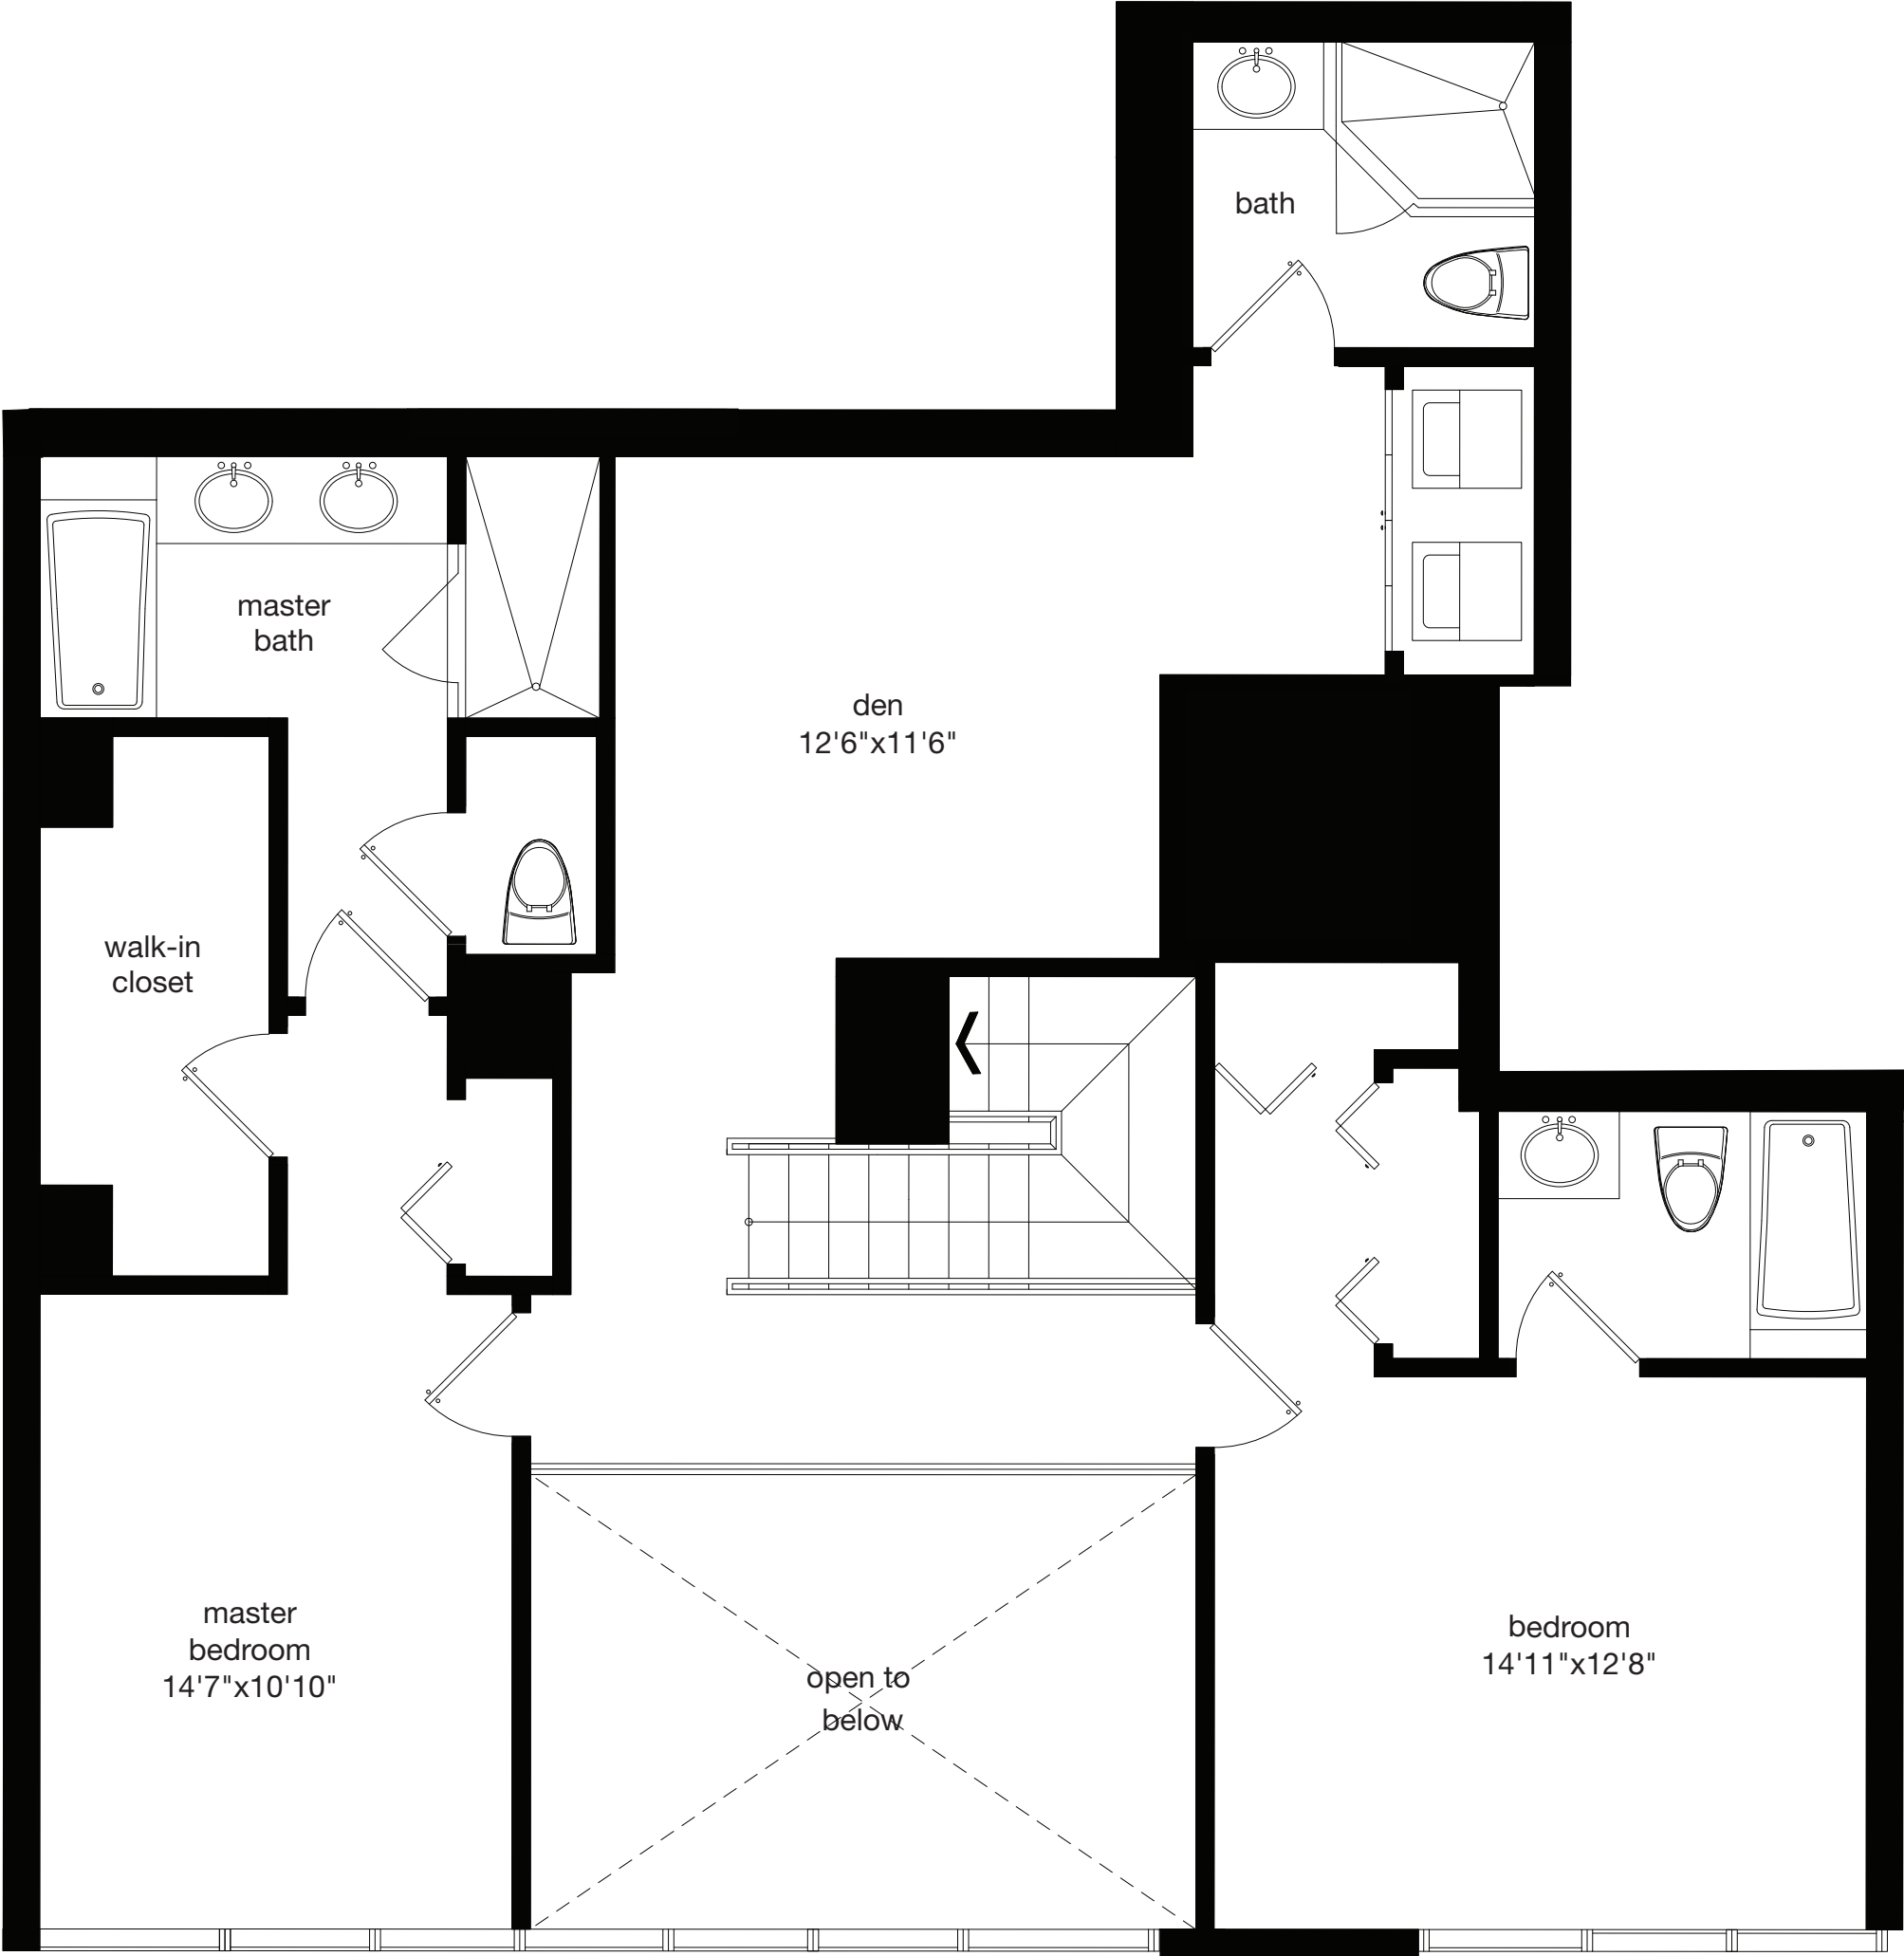 bath
master
bath
den
12'6"x11'6"
walk-in
closet
master
bedroom
14'7"x10'10"
open to
below
bedroom
14'11"x12'8"